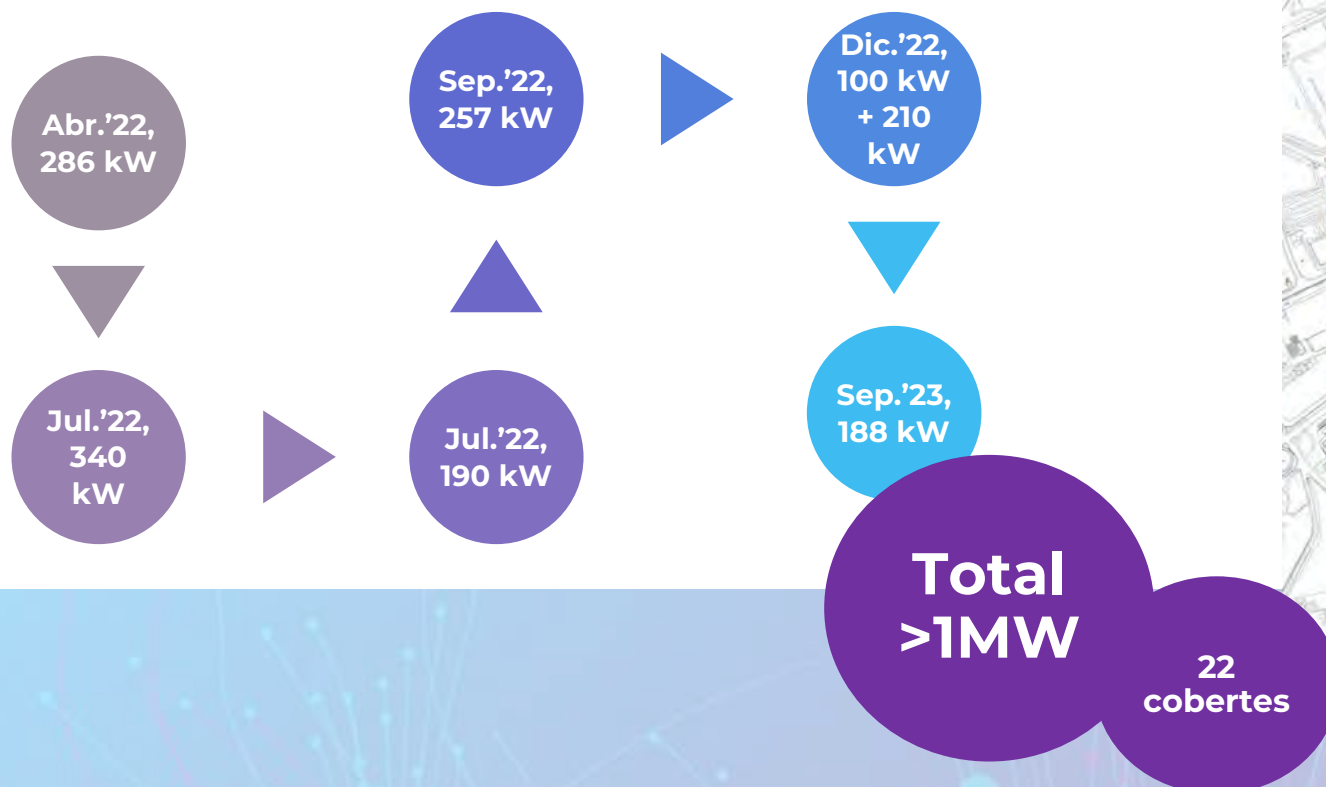 Abr.’22,
286 kW
Jul.’22,
340
kW
Jul.’22,
190 kW
Sep.’22,
257 kW
Dic.’22,
100 kW
+ 210
kW
Sep.’23,
188 kW
Total
>1MW
22
cobertes